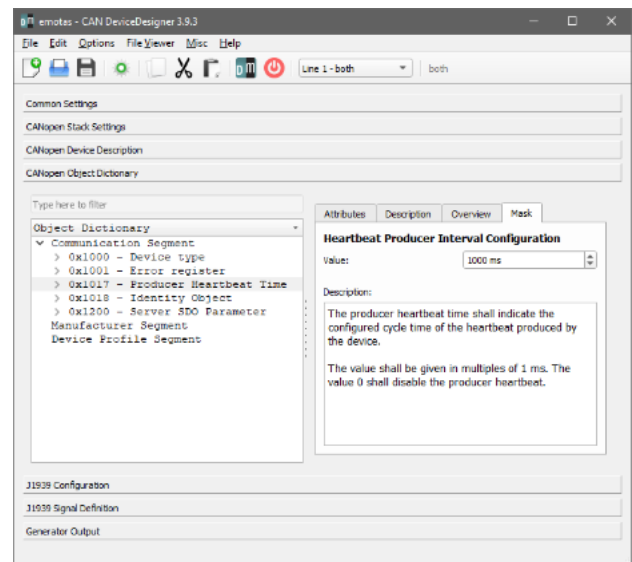 emotas - CAN DeviceDesigner 3.9.3
File Edit Options File Viewer Misc Help
Line 1 - both both
Common Settings
CANopen Stack Settings
CANopen Device Description
CANopen Object Dictionary
Type here to filter
Object Dictionary
Communication Segment
0x1000 - Device type
0x1001 - Error register
0x1017 - Producer Heartbeat Time
0x1018 - Identity Object
0x1200 - Server SDO Parameter
Manufacturer Segment
Device Profile Segment
Attributes Description Overview Mask
Heartbeat Producer Interval Configuration
Value: 1000 ms
Description:
The producer heartbeat time shall indicate the
configured cycle time of the heartbeat produced by
the device.
The value shall be given in multiples of 1 ms. The
value 0 shall disable the producer heartbeat.
J1939 Configuration
J1939 Signal Definition
Generator Output